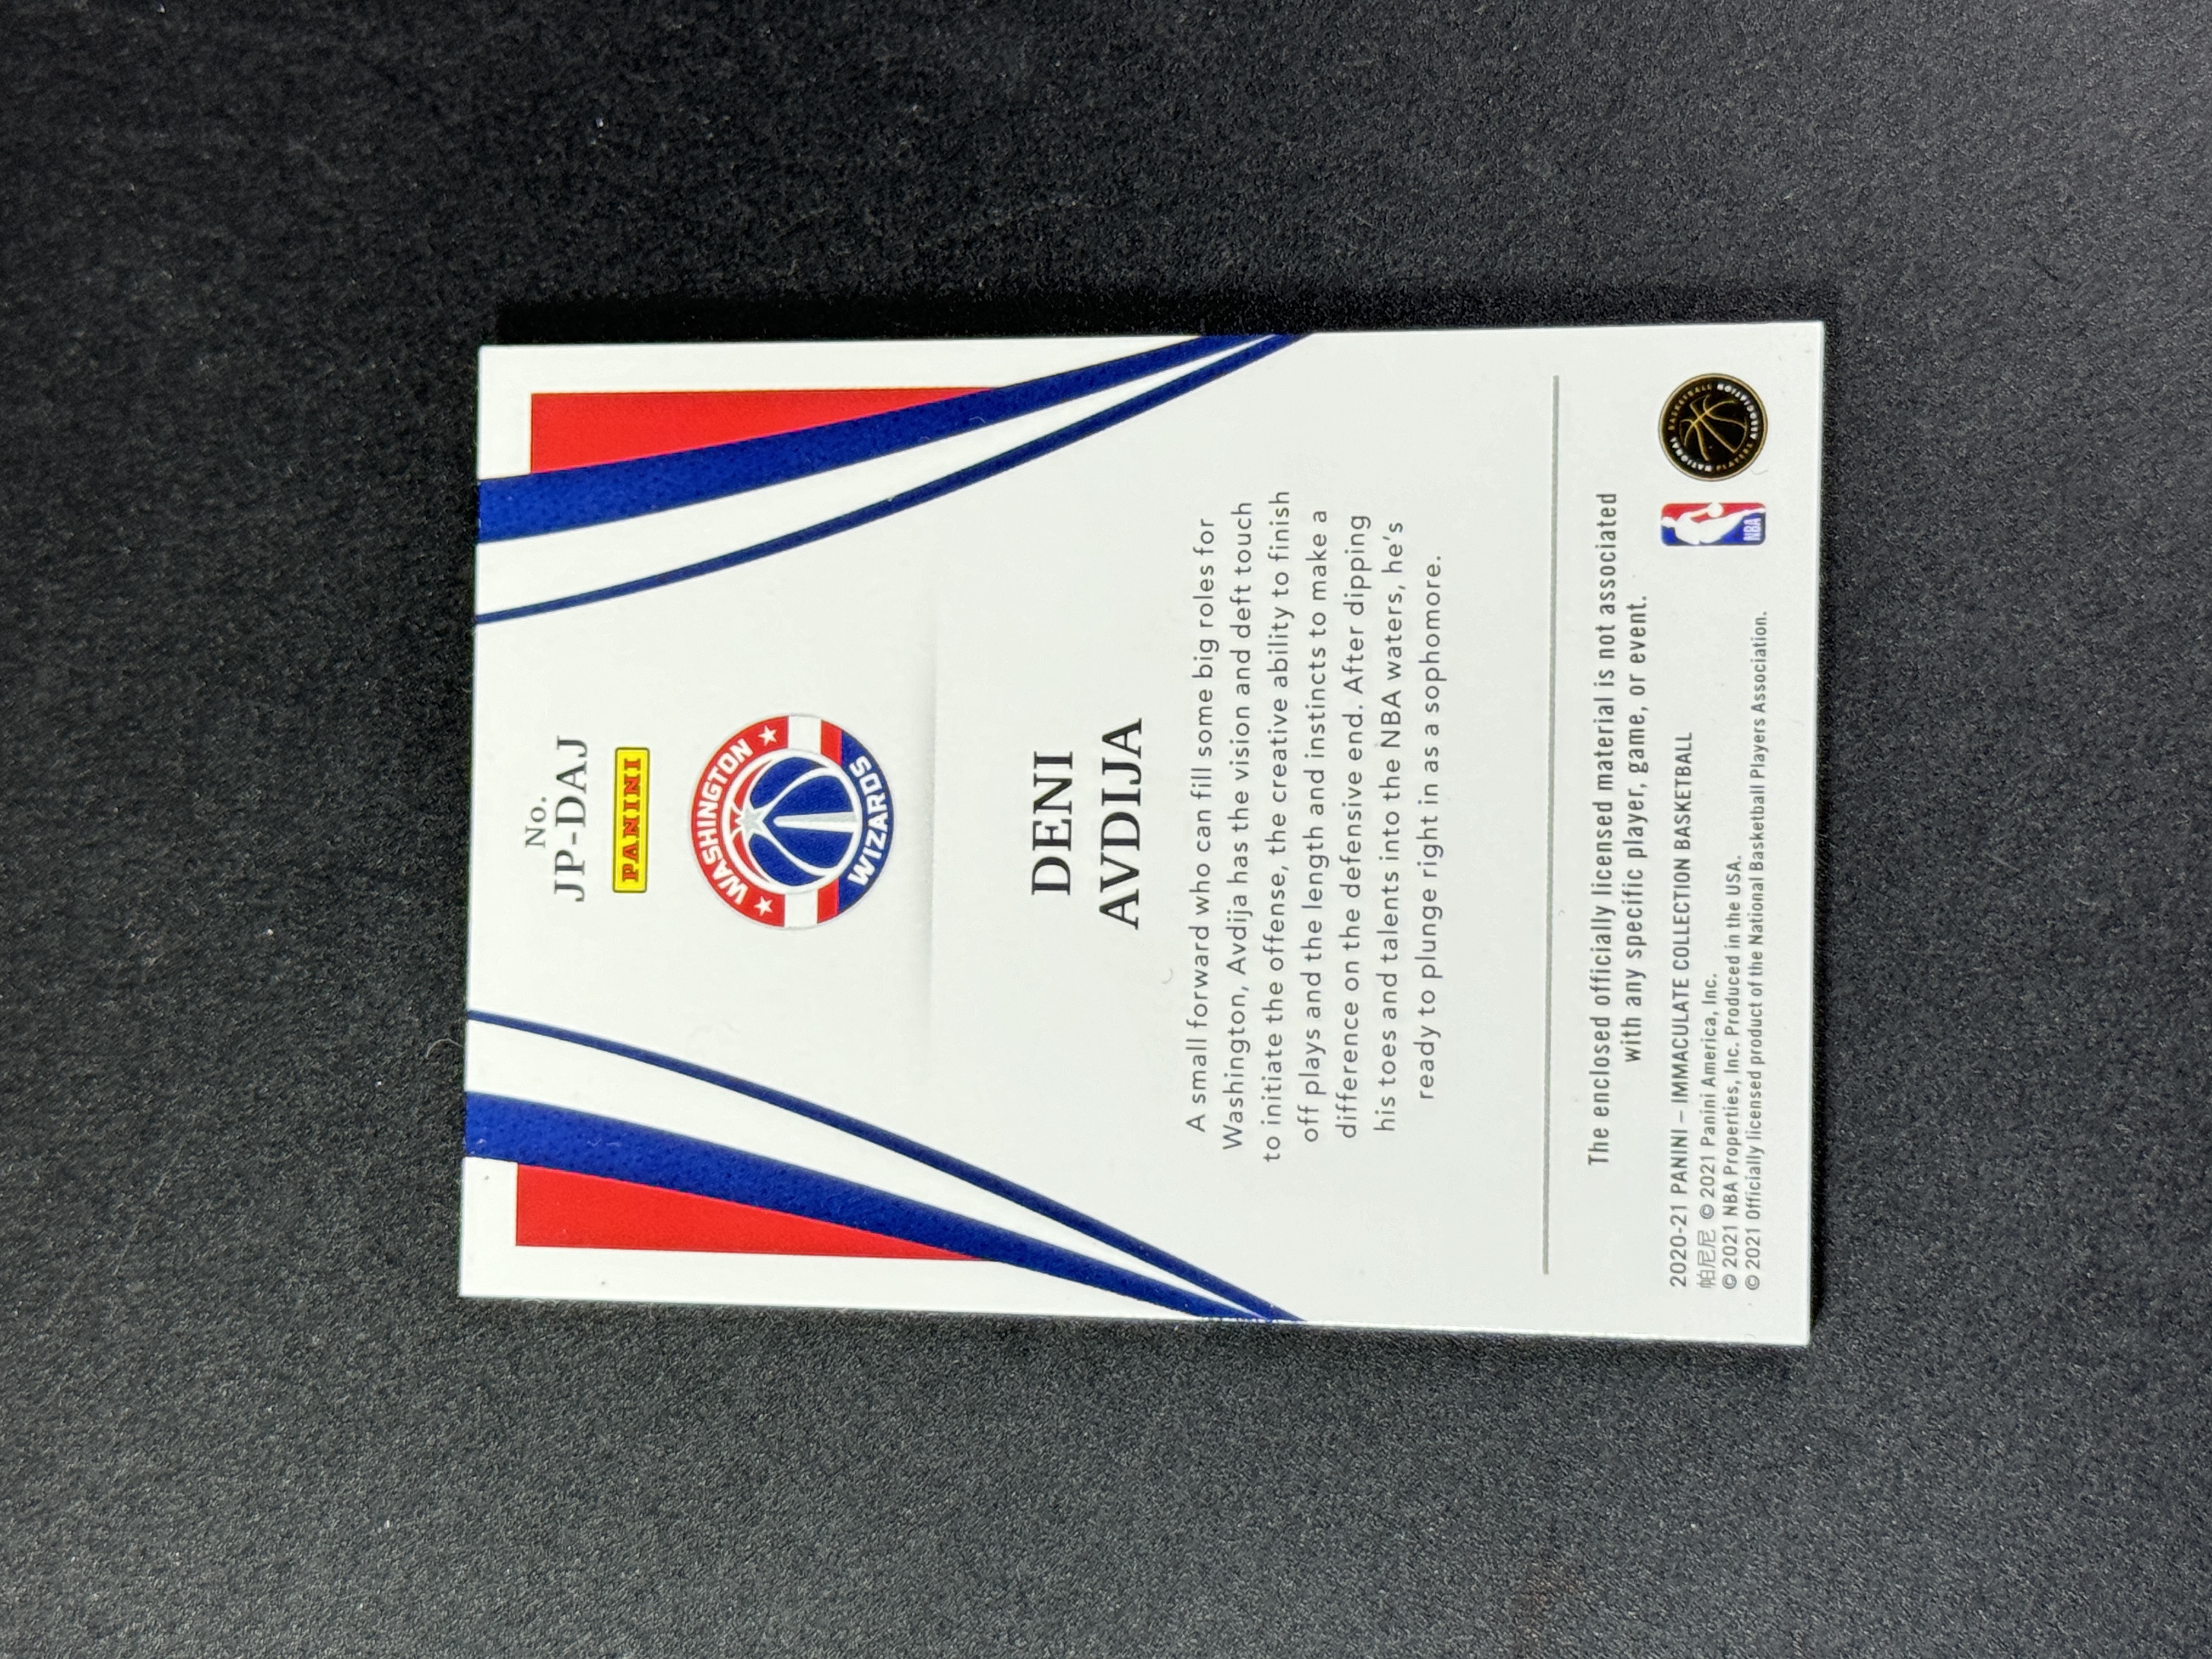 No.
JP-DAJ
PANINI
WASHINGTON
WIZARDS
DENI
AVDIJA
A small forward who can fill some big roles for
Washington, Avdija has the vision and deft touch
to initiate the offense, the creative ability to finish
off plays and the length and instincts to make a
difference on the defensive end. After dipping
his toes and talents into the NBA waters, he's
ready to plunge right in as a sophomore.
The enclosed officially licensed material is not associated
with any specific player, game, or event.
2020-21 PANINI – IMMACULATE COLLECTION BASKETBALL
帕尼尼 © 2021 Panini America, Inc.
© 2021 NBA Properties, Inc. Produced in the USA.
© 2021 Officially licensed product of the National Basketball Players Association.
NBA
NATIONAL BASKETBALL PLAYERS ASSOCIATION